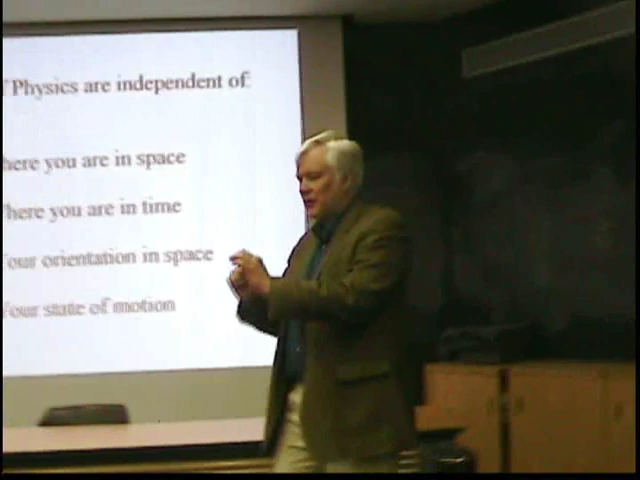 f Physics are independent of:
here you are in space
here you are in time
our orientation in space
our state of motion